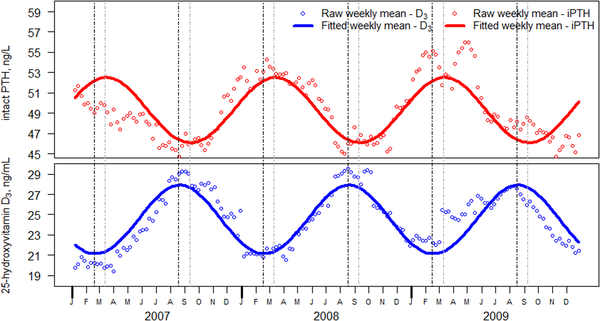 Raw weekly mean - D3 Raw weekly mean - iPTH
Fitted weekly mean - D3 Fitted weekly mean - iPTH
intact PTH, ng/L
59
57
55
53
51
49
47
45
25-hydroxyvitamin D3, ng/mL
29
27
25
23
21
19
J F M A M J J A S O N D J F M A M J J A S O N D J F M A M J J A S O N D
2007 2008 2009